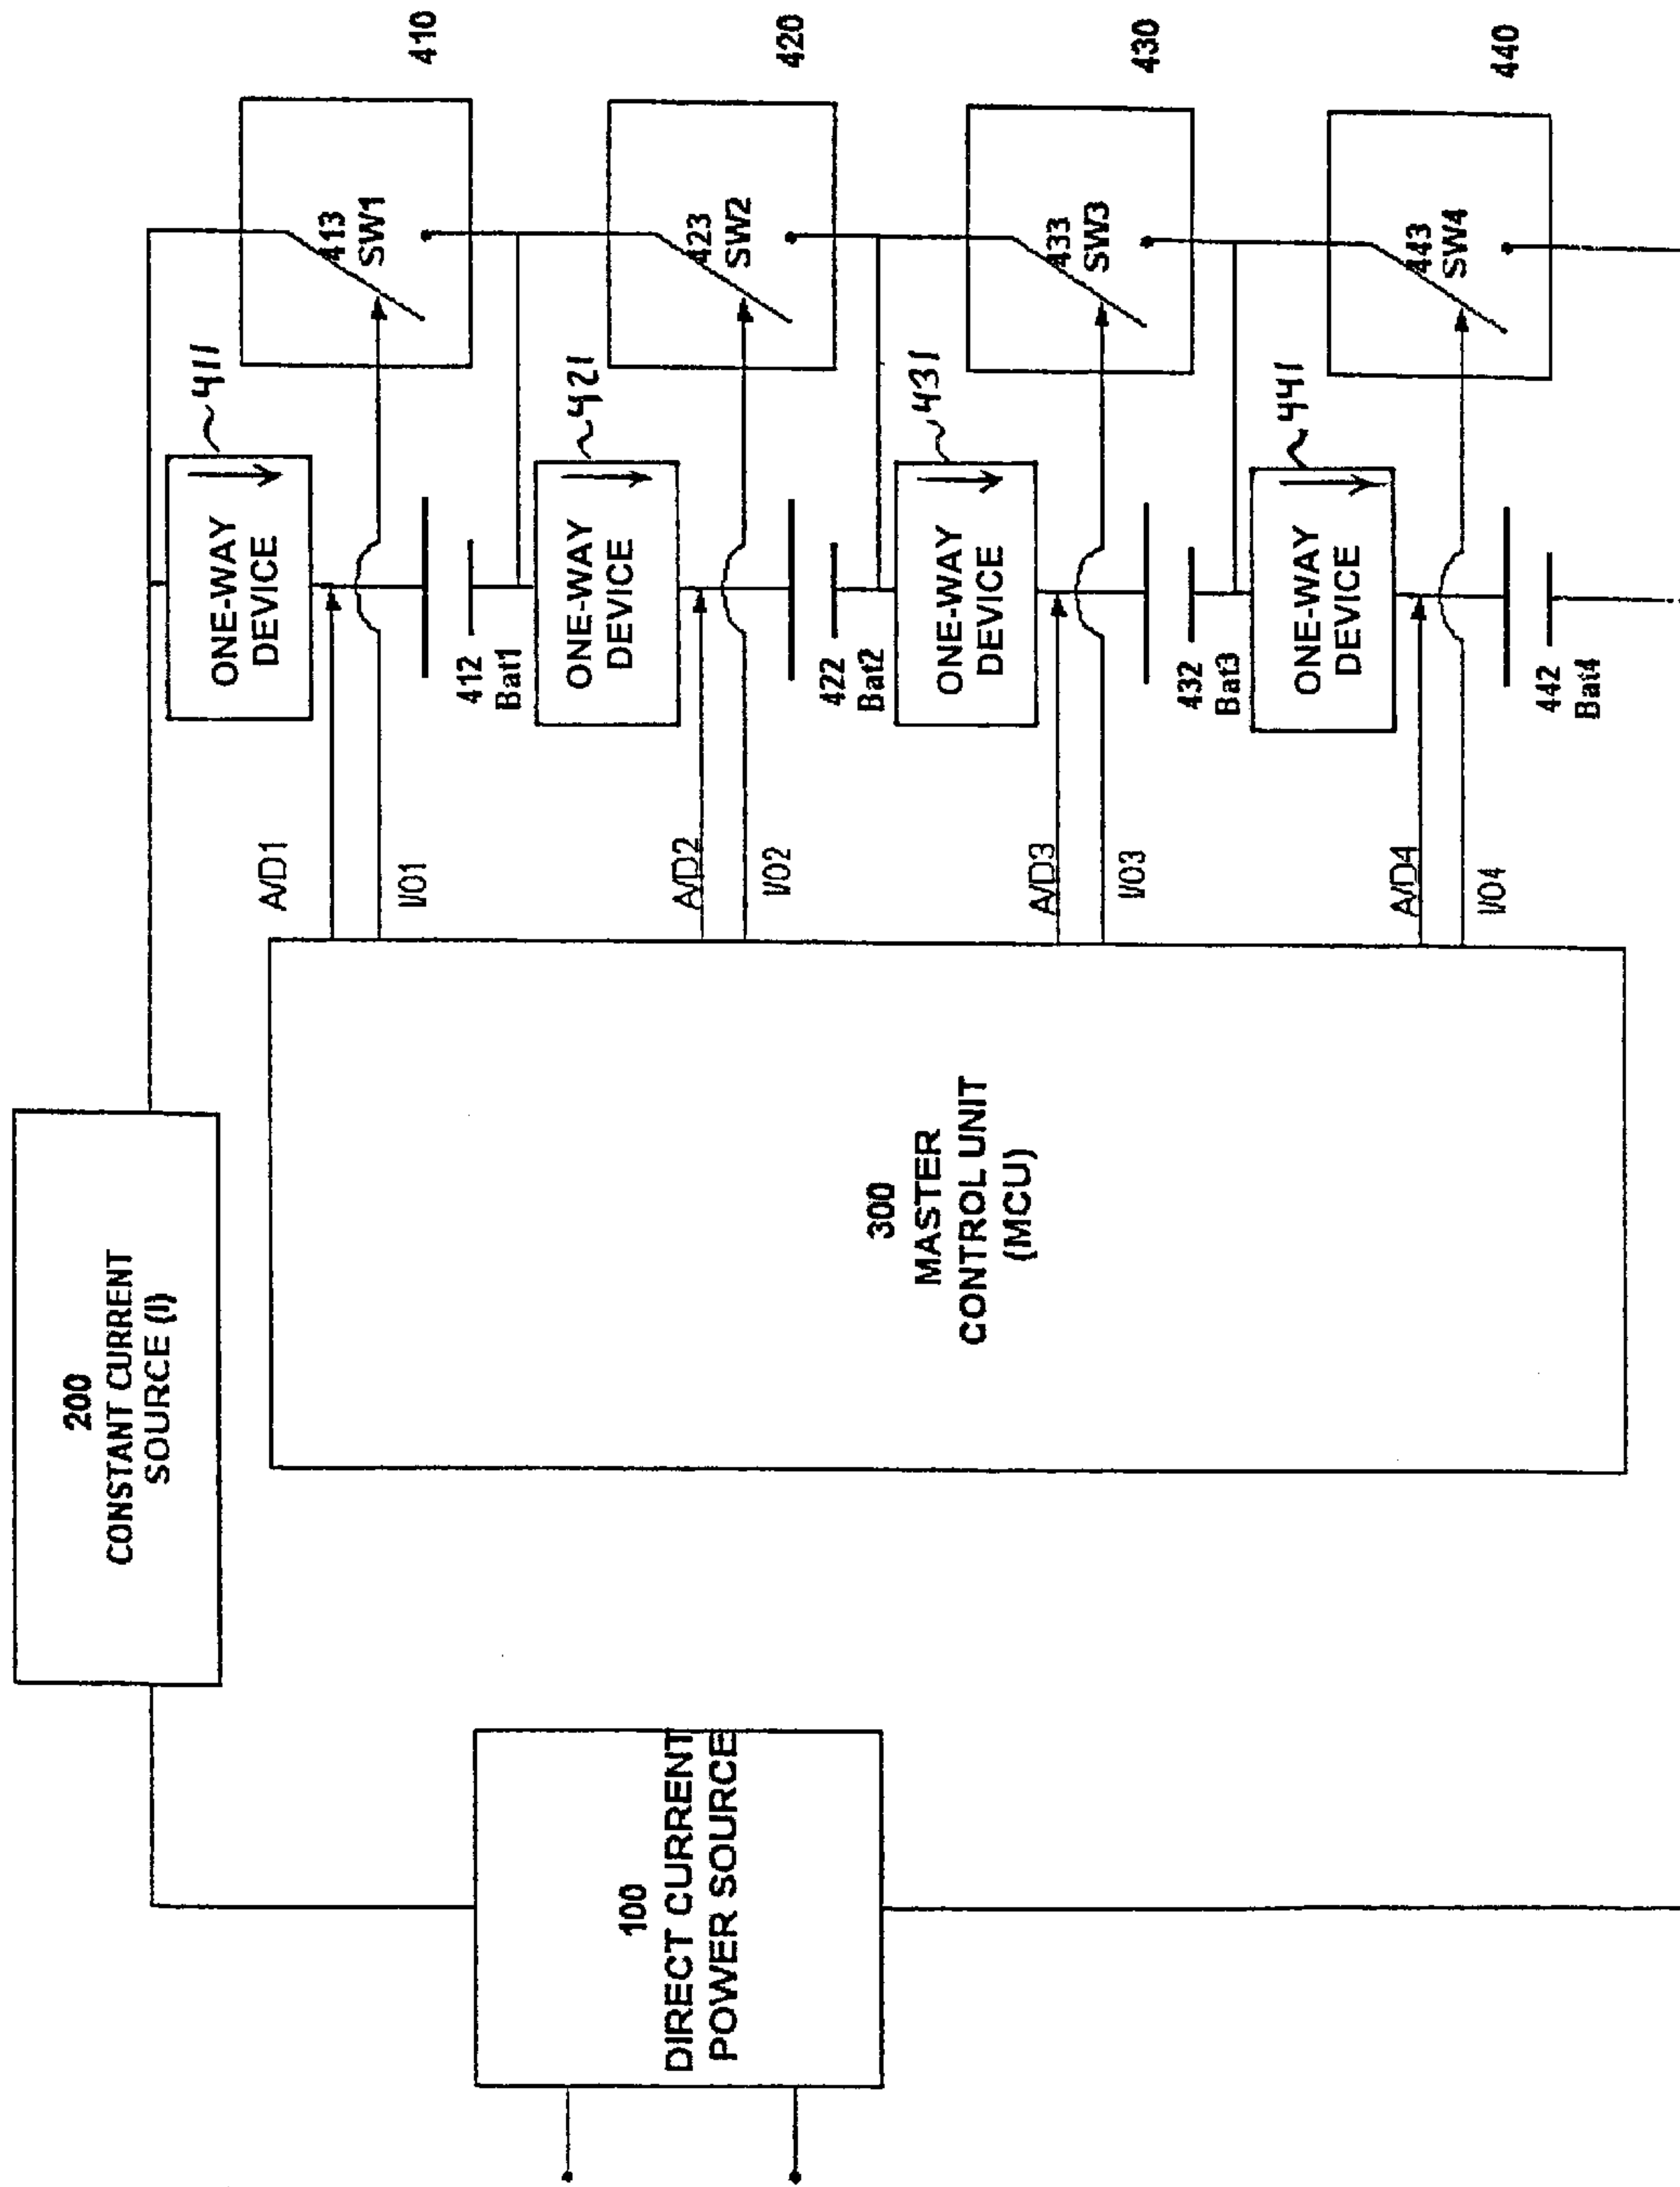 200
CONSTANT CURRENT
SOURCE (I)
100
DIRECT CURRENT
POWER SOURCE
300
MASTER
CONTROL UNIT
(MCU)
A/D1
I/O1
A/D2
I/O2
A/D3
I/O3
A/D4
I/O4
ONE-WAY
DEVICE
411
412
Bat1
413
SW1
410
ONE-WAY
DEVICE
421
422
Bat2
423
SW2
420
ONE-WAY
DEVICE
431
432
Bat3
433
SW3
430
ONE-WAY
DEVICE
441
442
Bat4
443
SW4
440